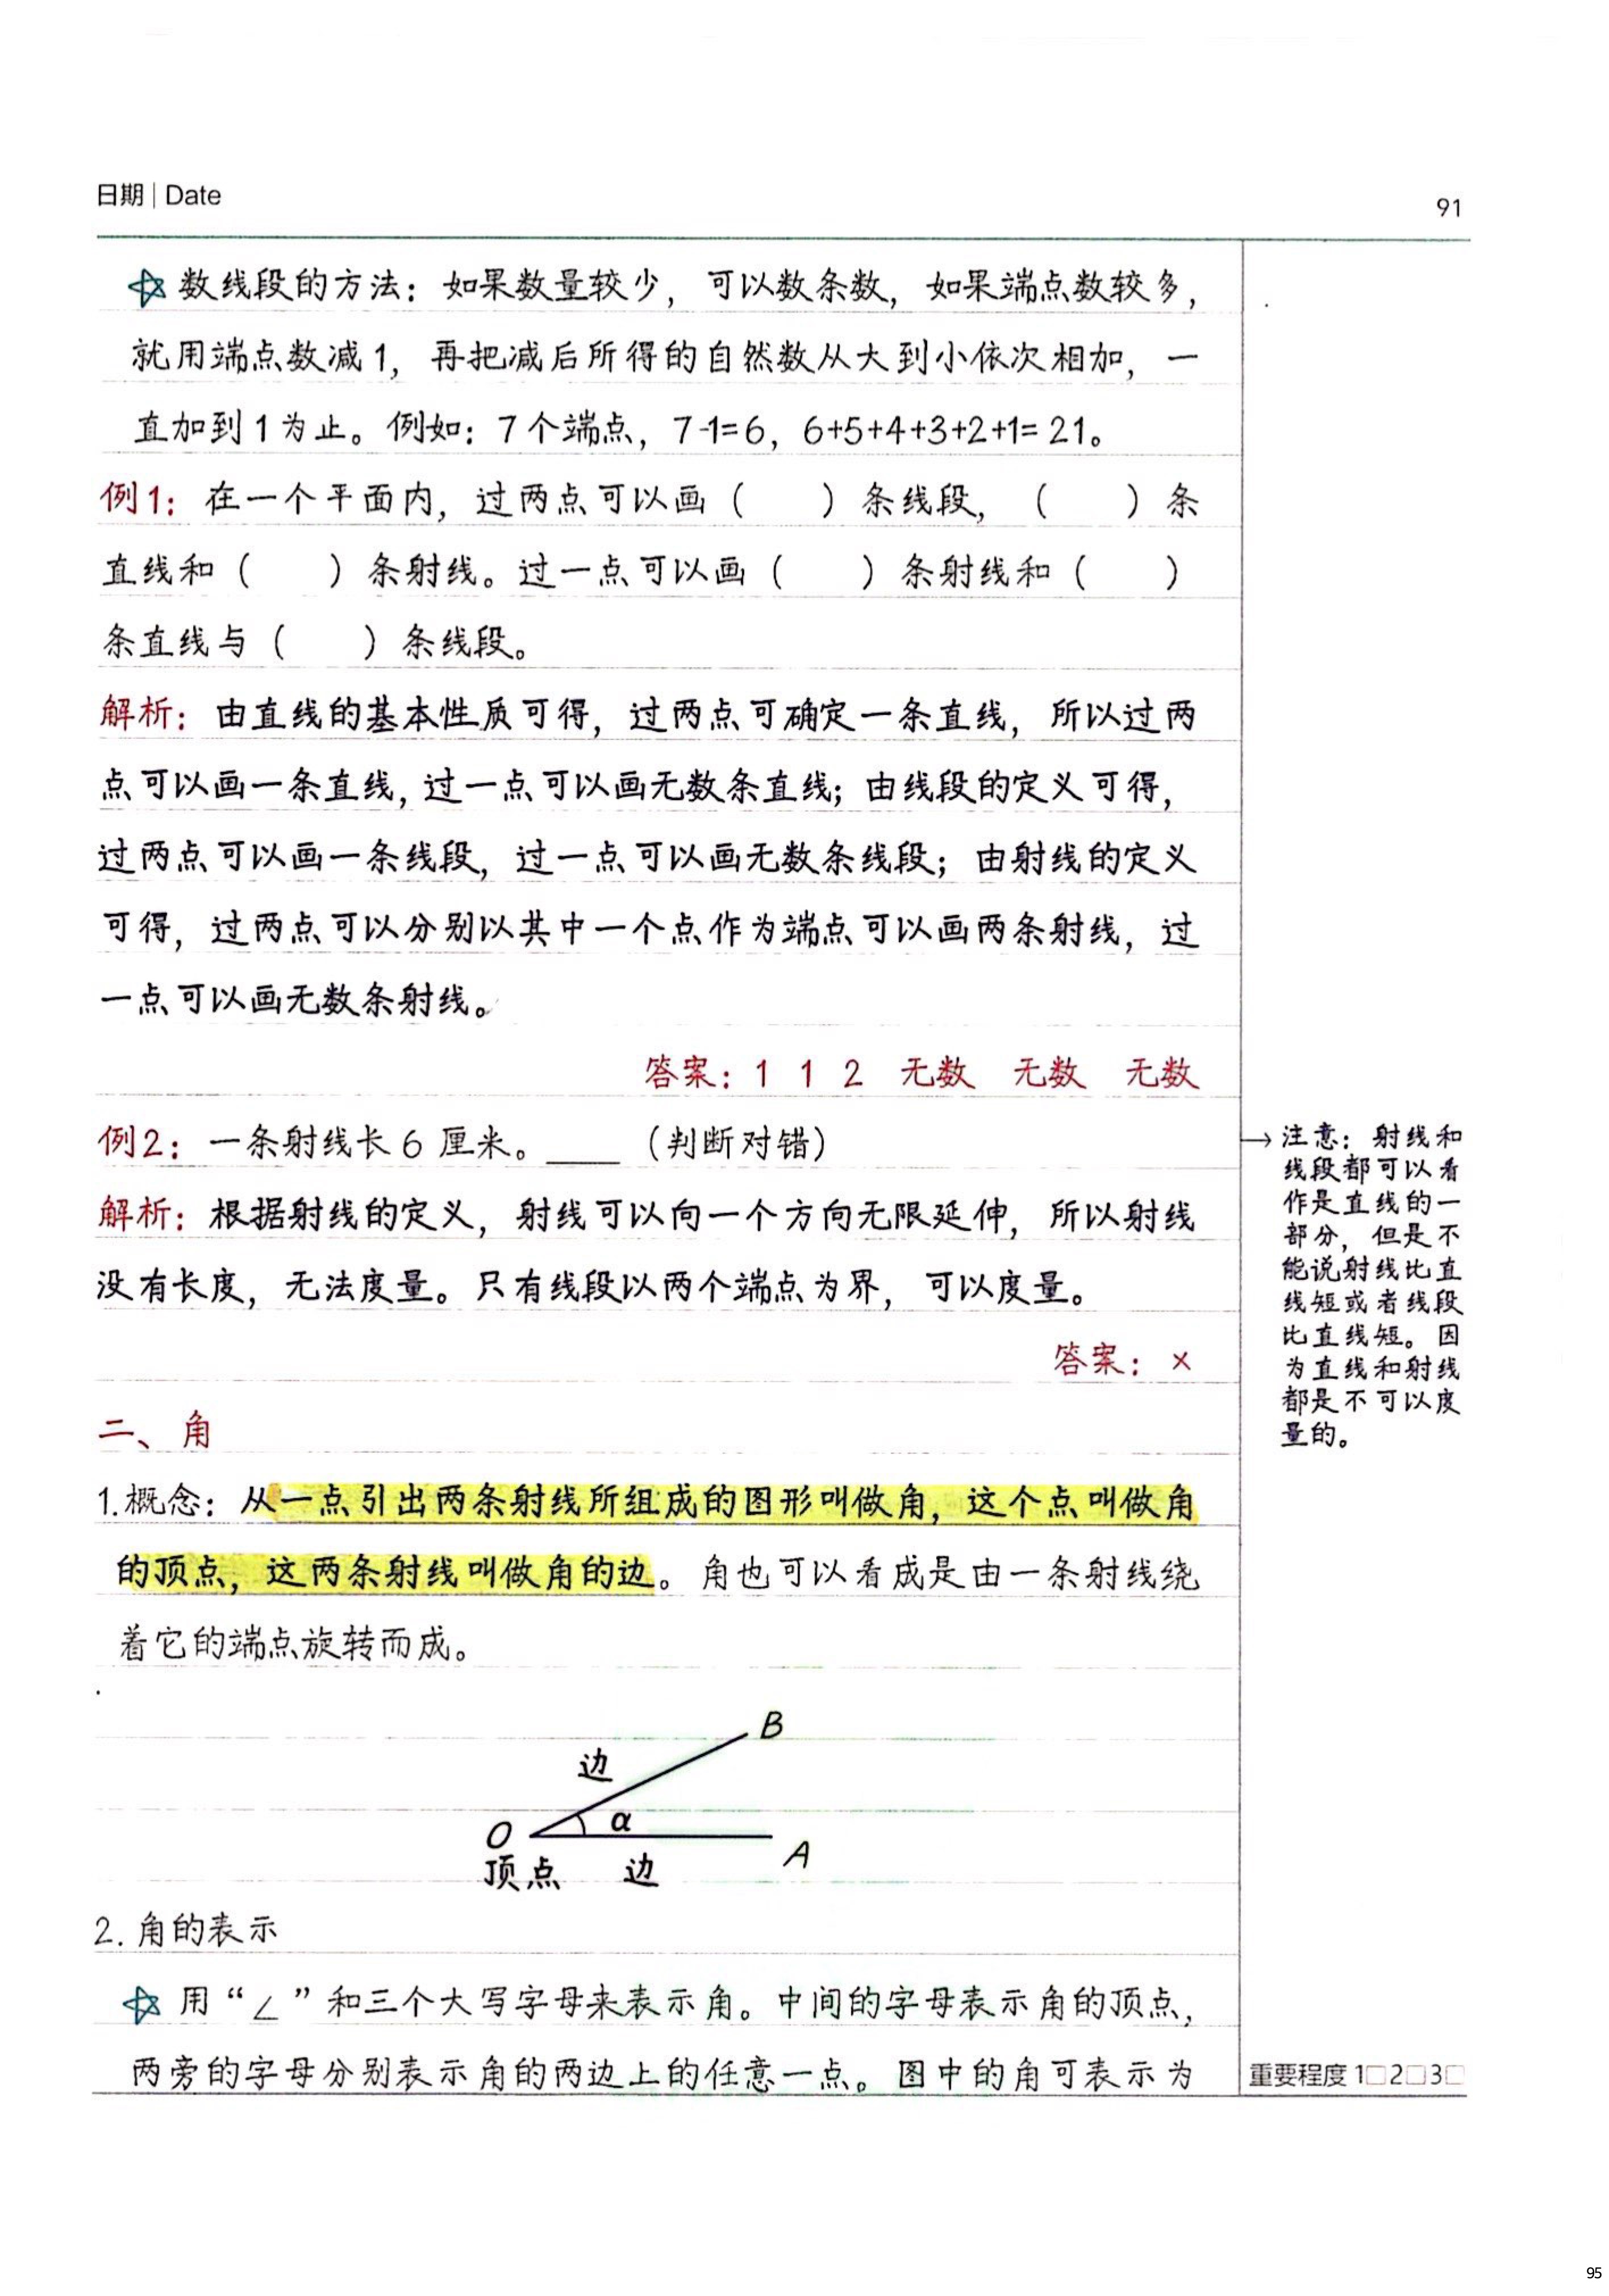 日期 | Date
91
☆数线段的方法：如果数量较少，可以数条数，如果端点数较多，
就用端点数减1，再把减后所得的自然数从大到小依次相加，一
直加到1为止。例如：7个端点，7-1=6，6+5+4+3+2+1=21。
例1：在一个平面内，过两点可以画（　　）条线段，（　　）条
直线和（　　）条射线。过一点可以画（　　）条射线和（　　）
条直线与（　　）条线段。
解析：由直线的基本性质可得，过两点可确定一条直线，所以过两
点可以画一条直线，过一点可以画无数条直线；由线段的定义可得，
过两点可以画一条线段，过一点可以画无数条线段；由射线的定义
可得，过两点可以分别以其中一个点作为端点可以画两条射线，过
一点可以画无数条射线。
答案：1 1 2 无数 无数 无数
例2：一条射线长6厘米。____（判断对错）
解析：根据射线的定义，射线可以向一个方向无限延伸，所以射线
没有长度，无法度量。只有线段以两个端点为界，可以度量。
答案：×
→注意：射线和
线段都可以看
作是直线的一
部分，但是不
能说射线比直
线短或者线段
比直线短。因
为直线和射线
都是不可以度
量的。
二、角
1.概念：从一点引出两条射线所组成的图形叫做角，这个点叫做角
的顶点，这两条射线叫做角的边。角也可以看成是由一条射线绕
着它的端点旋转而成。
B
边
O α
A
顶点 边
2.角的表示
☆用“∠”和三个大写字母来表示角。中间的字母表示角的顶点，
两旁的字母分别表示角的两边上的任意一点。图中的角可表示为
重要程度1□2□3□
95